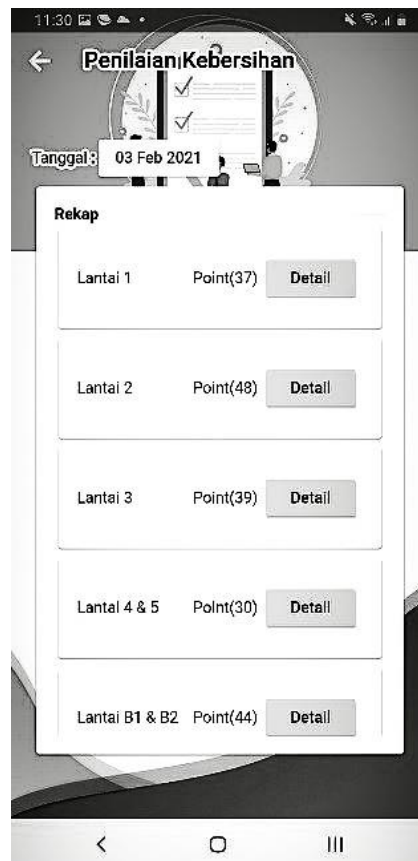 11:30
Penilaian Kebersihan
Tanggal: 03 Feb 2021
Rekap
Lantai 1 Point(37) Detail
Lantai 2 Point(48) Detail
Lantai 3 Point(39) Detail
Lantai 4 & 5 Point(30) Detail
Lantai B1 & B2 Point(44) Detail